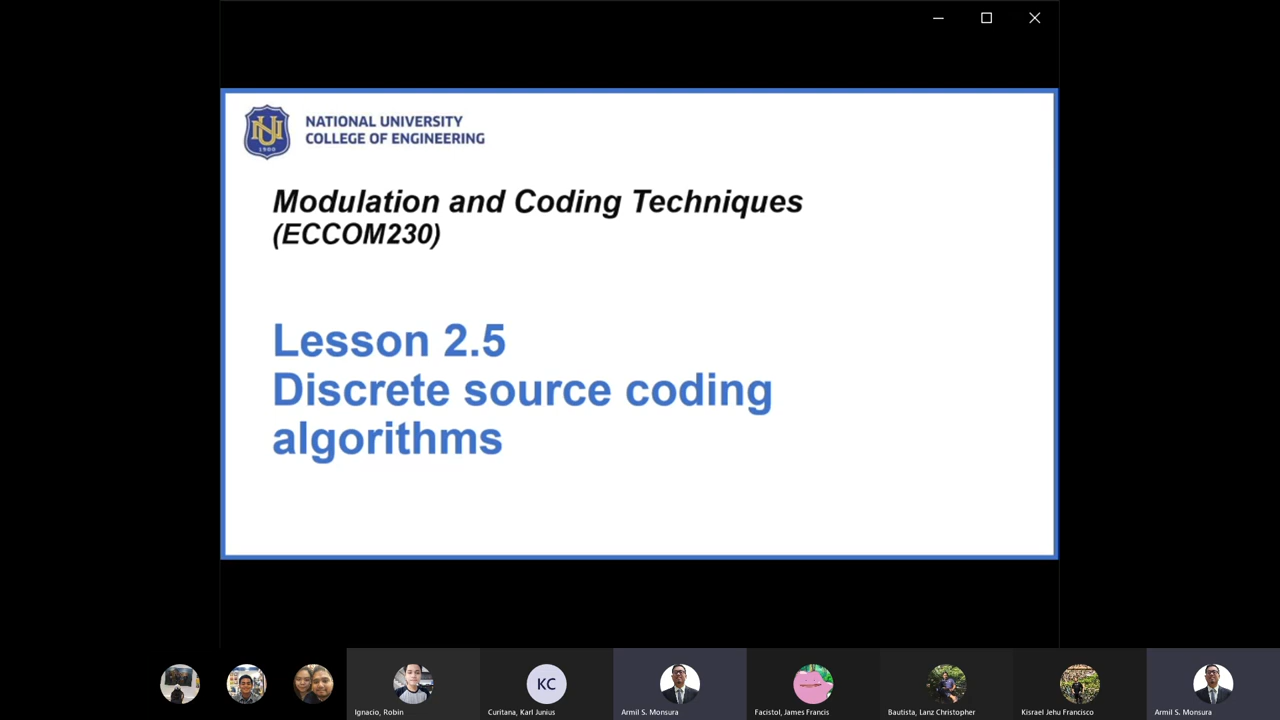 NATIONAL UNIVERSITY
COLLEGE OF ENGINEERING
1900
Modulation and Coding Techniques
(ECCOM230)
Lesson 2.5
Discrete source coding
algorithms
KC
Ignacio, Robin
Curitana, Karl Junius
Armil S. Monsura
Facistol, James Francis
Bautista, Lanz Christopher
Kisrael Jehu Francisco
Armil S. Monsura